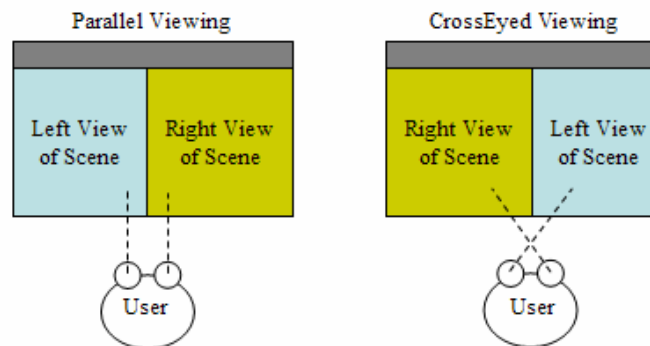 Parallel Viewing
Left View
of Scene
Right View
of Scene
User
CrossEyed Viewing
Right View
of Scene
Left View
of Scene
User